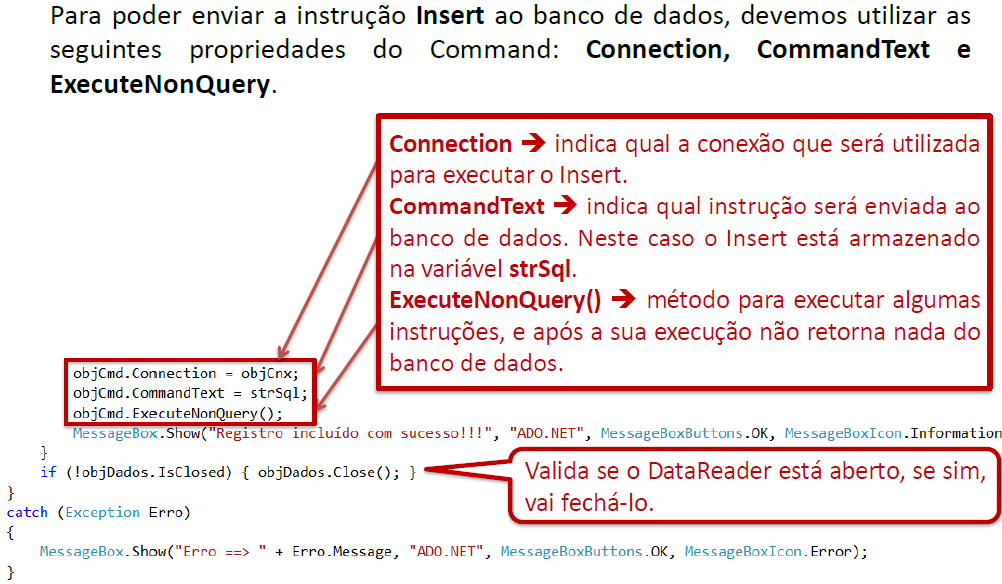 Para poder enviar a instrução Insert ao banco de dados, devemos utilizar as
seguintes propriedades do Command: Connection, CommandText e
ExecuteNonQuery.
Connection ➔ indica qual a conexão que será utilizada
para executar o Insert.
CommandText ➔ indica qual instrução será enviada ao
banco de dados. Neste caso o Insert está armazenado
na variável strSql.
ExecuteNonQuery() ➔ método para executar algumas
instruções, e após a sua execução não retorna nada do
banco de dados.
objCmd.Connection = objCnx;
objCmd.CommandText = strSql;
objCmd.ExecuteNonQuery();
MessageBox.Show("Registro incluído com sucesso!!!", "ADO.NET", MessageBoxButtons.OK, MessageBoxIcon.Information
}
if (!objDados.IsClosed) { objDados.Close(); }
Valida se o DataReader está aberto, se sim,
vai fechá-lo.
}
catch (Exception Erro)
{
MessageBox.Show("Erro ==> " + Erro.Message, "ADO.NET", MessageBoxButtons.OK, MessageBoxIcon.Error);
}